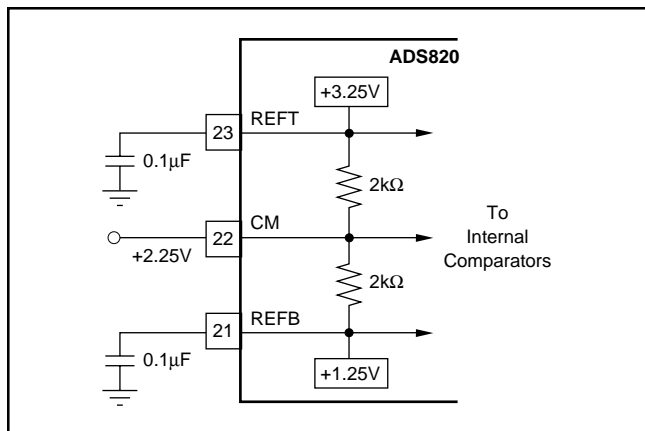 ADS820
+3.25V
23
REFT
0.1µF
2kΩ
22
CM
+2.25V
To
Internal
Comparators
2kΩ
21
REFB
0.1µF
+1.25V